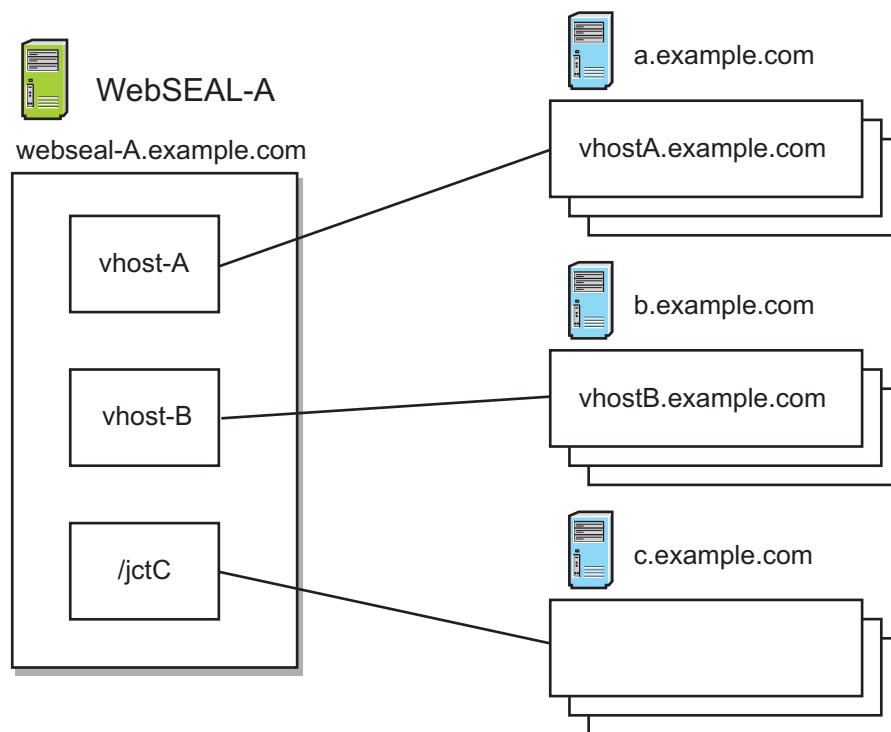 WebSEAL-A
webseal-A.example.com
vhost-A
vhost-B
/jctC
a.example.com
vhostA.example.com
b.example.com
vhostB.example.com
c.example.com